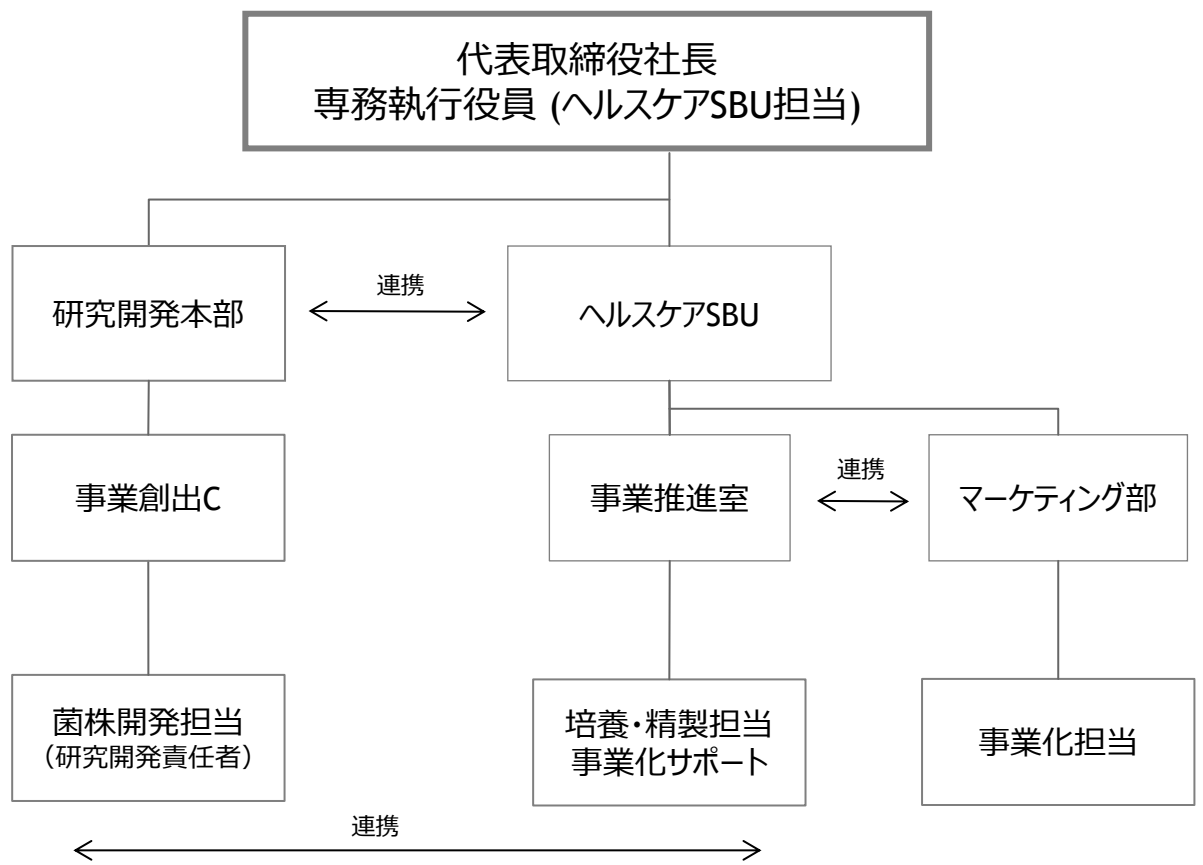 代表取締役社長
専務執行役員 (ヘルスケアSBU担当)
研究開発本部
連携
ヘルスケアSBU
事業創出C
事業推進室
連携
マーケティング部
菌株開発担当
（研究開発責任者）
培養・精製担当
事業化サポート
事業化担当
連携